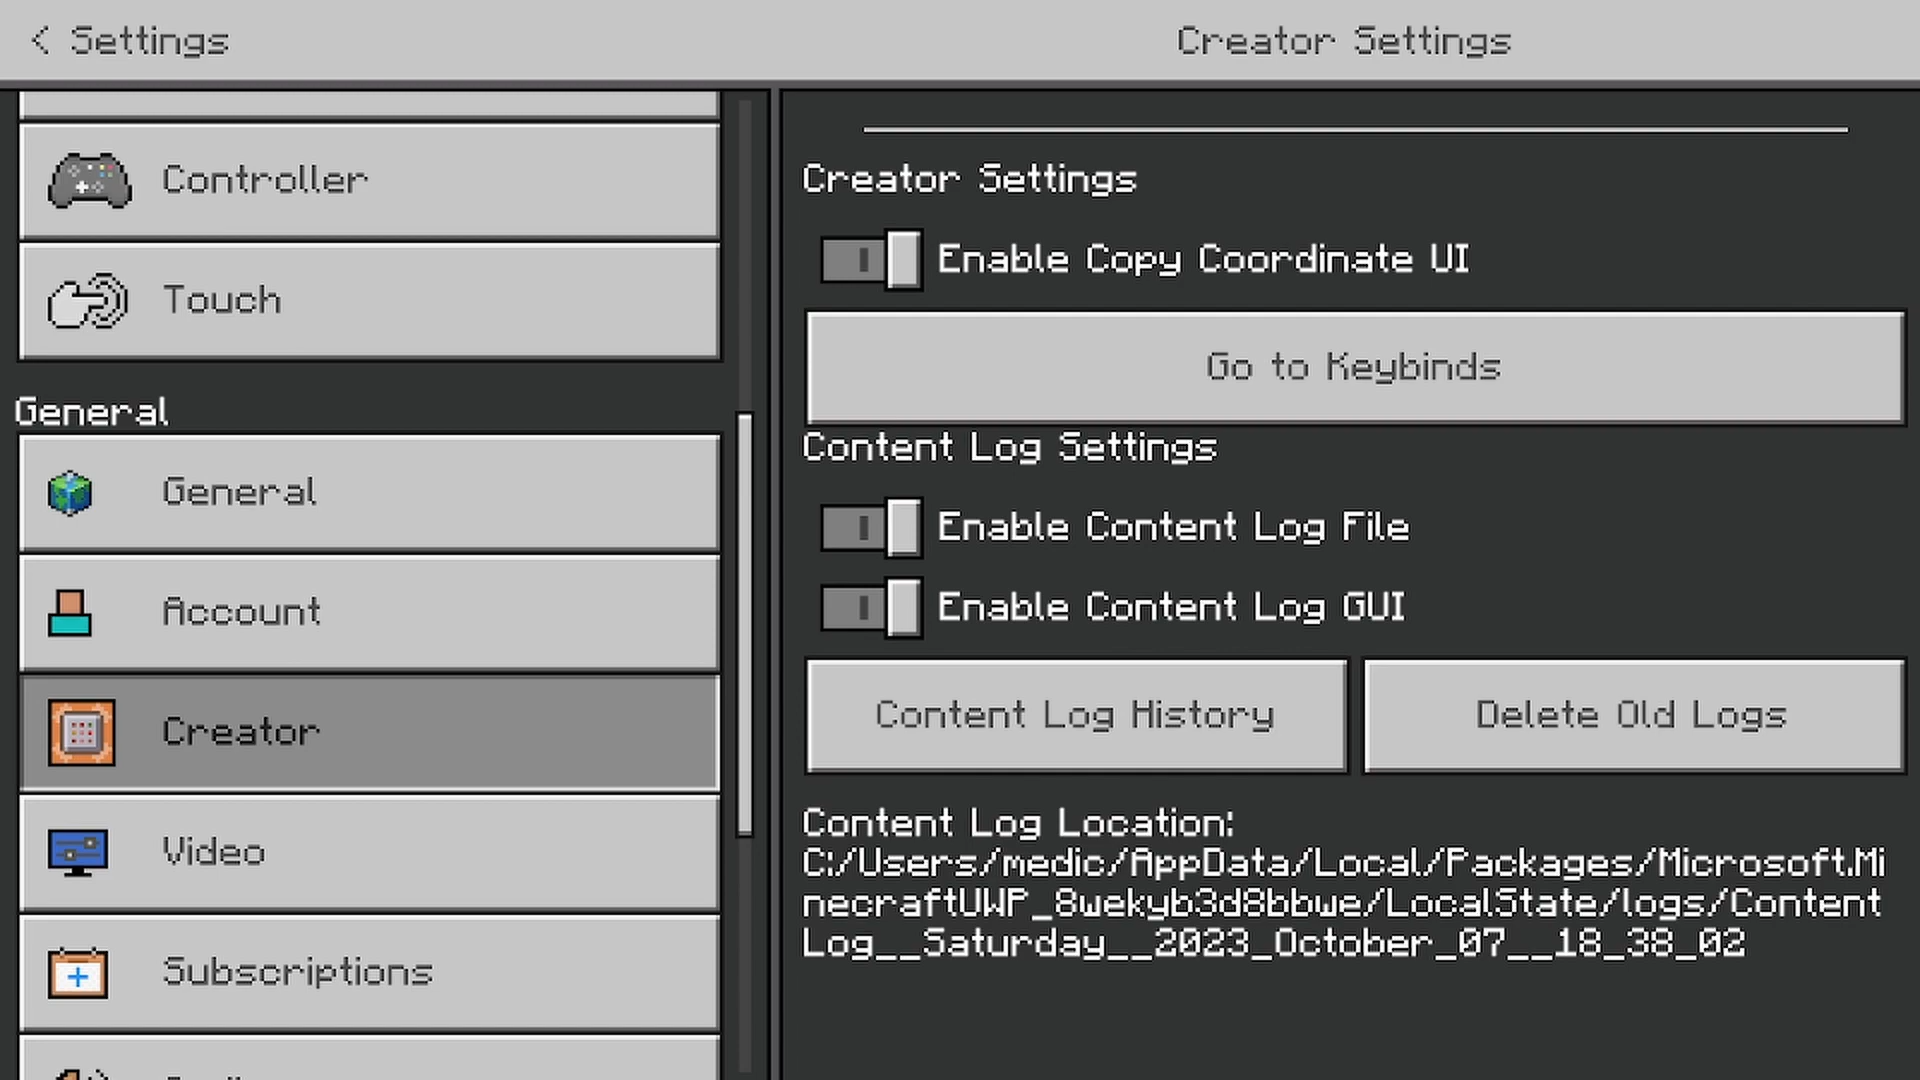 < Settings
Creator Settings
Controller
Touch
General
General
Account
Creator
Video
Subscriptions
Creator Settings
Enable Copy Coordinate UI
Go to Keybinds
Content Log Settings
Enable Content Log File
Enable Content Log GUI
Content Log History
Delete Old Logs
Content Log Location:
C:/Users/medic/AppData/Local/Packages/Microsoft.Mi
necraftUWP_8wekyb3d8bbwe/LocalState/logs/Content
Log__Saturday__2023_October_07__18_38_02